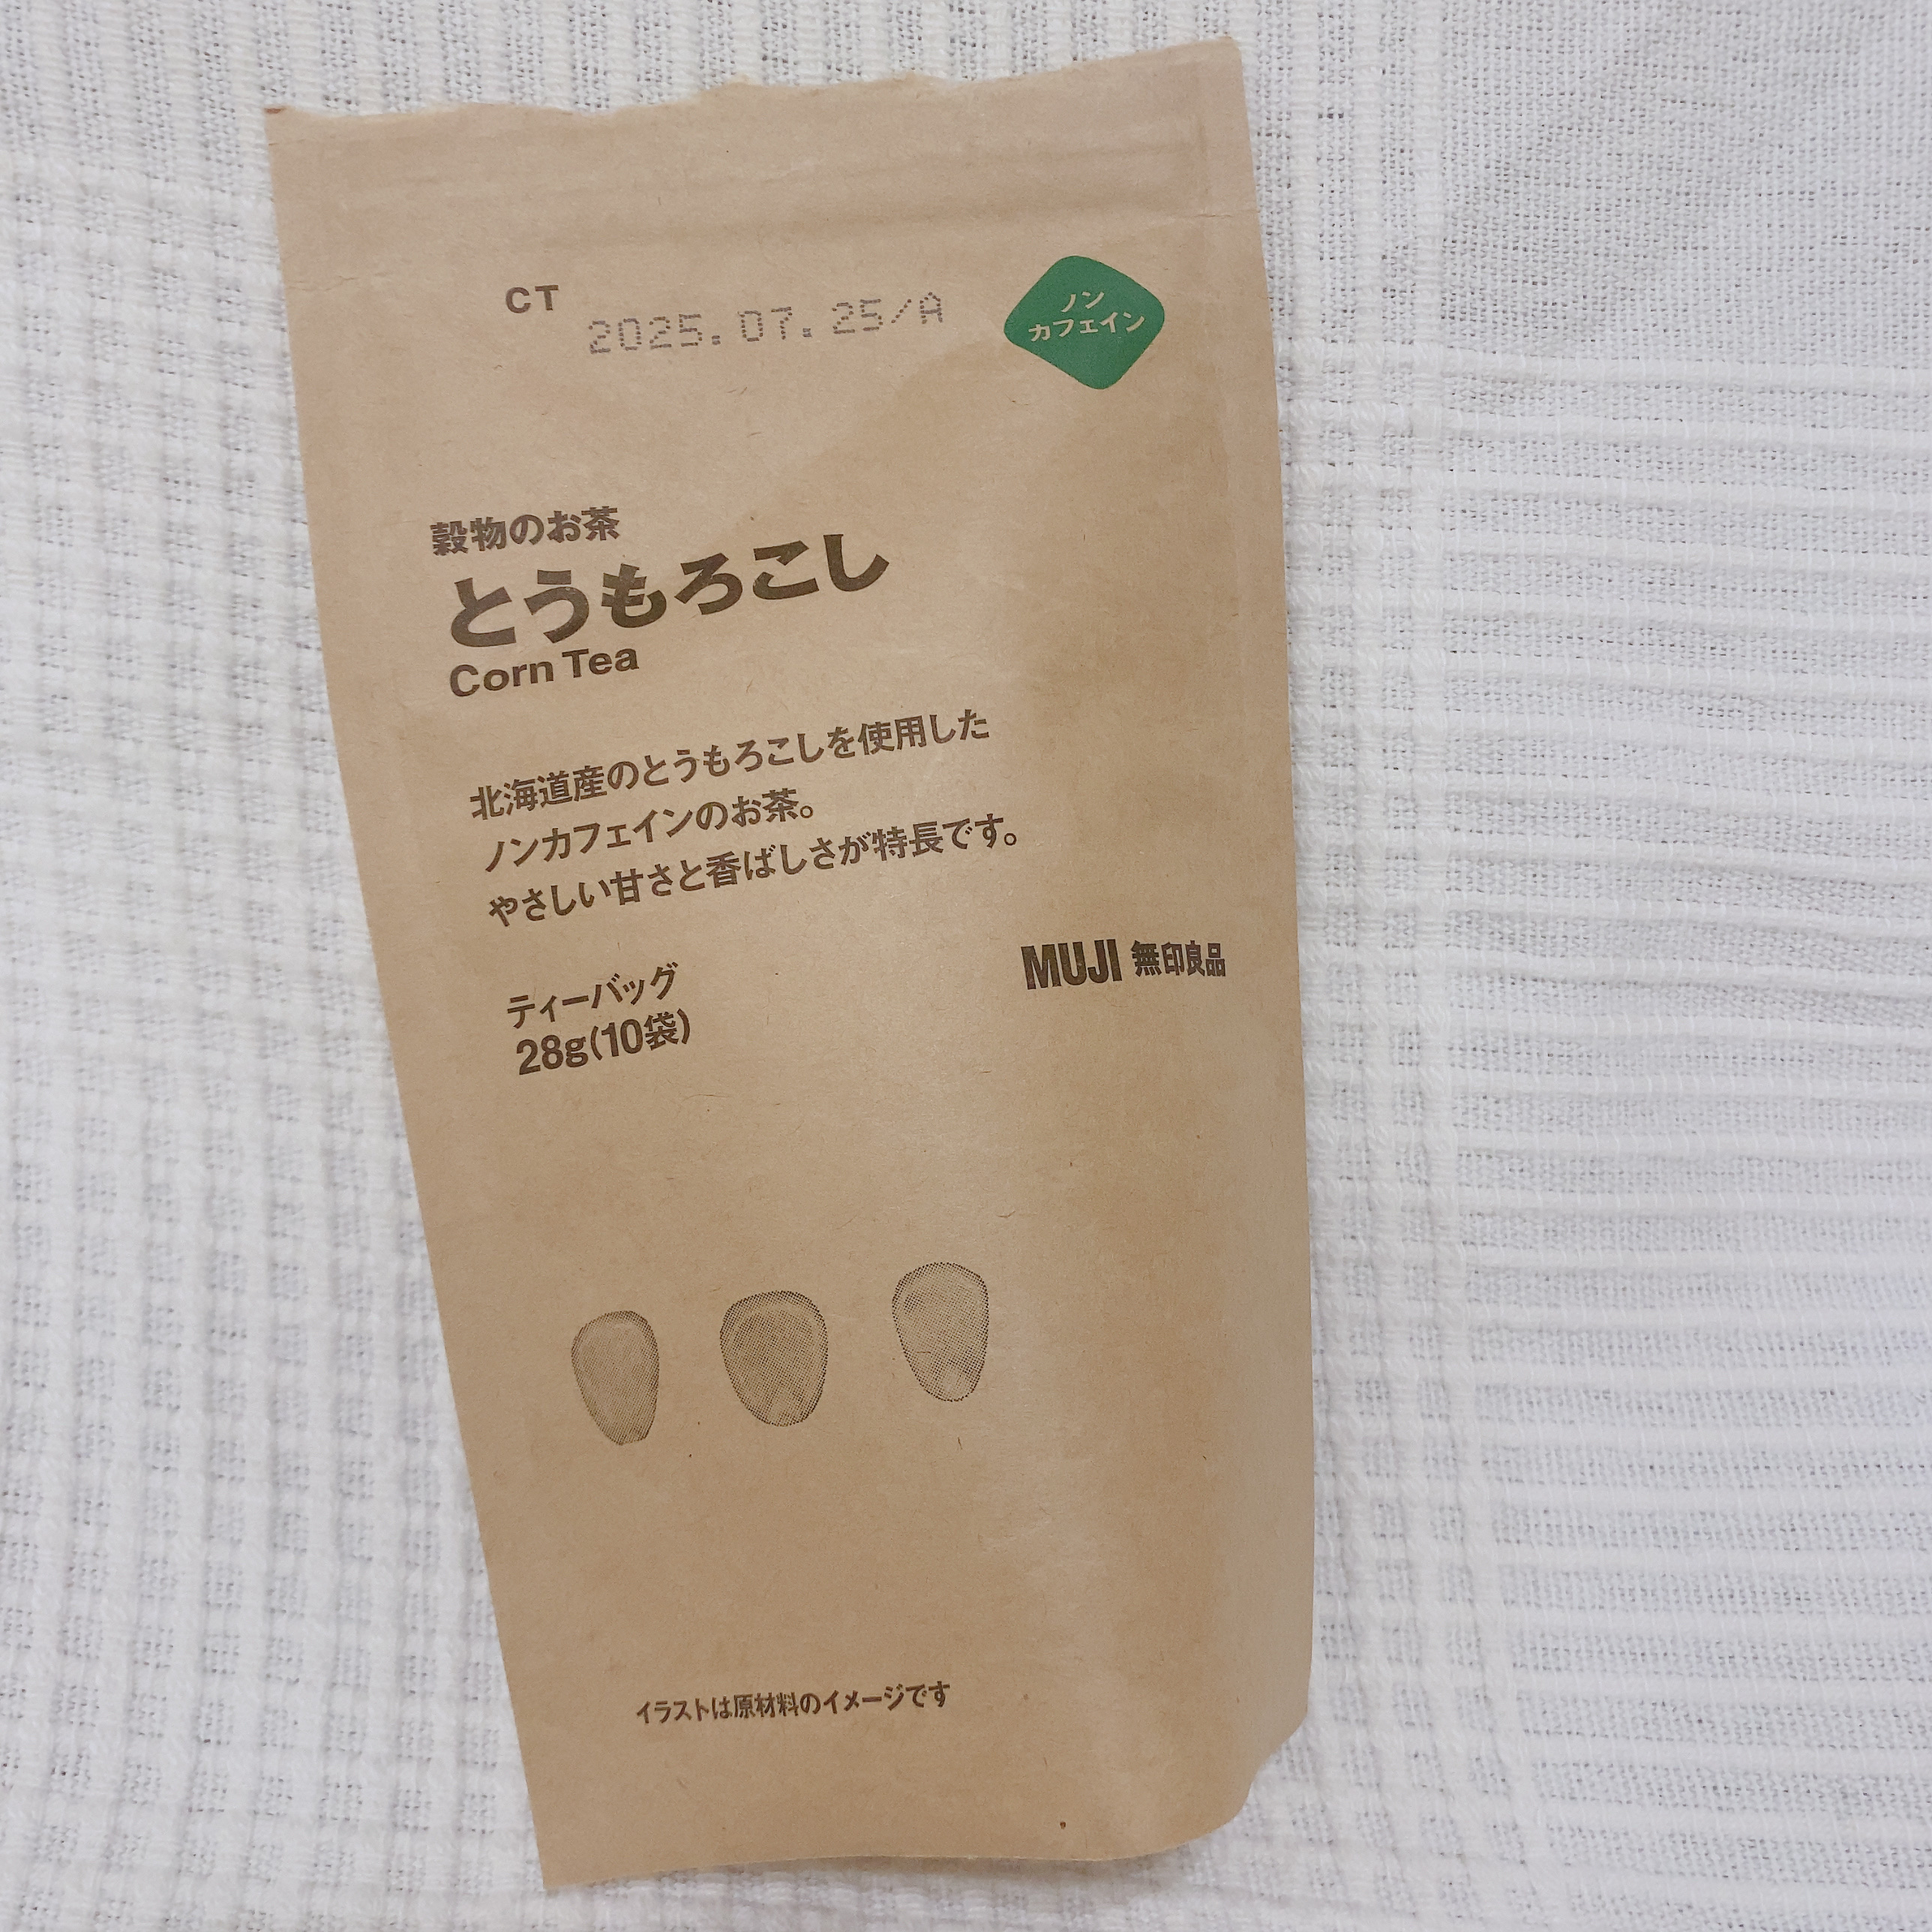 CT
2025.07.25/A
ノン
カフェイン
穀物のお茶
とうもろこし
Corn Tea
北海道産のとうもろこしを使用した
ノンカフェインのお茶。
やさしい甘さと香ばしさが特長です。
MUJI 無印良品
ティーバッグ
28g(10袋)
イラストは原材料のイメージです